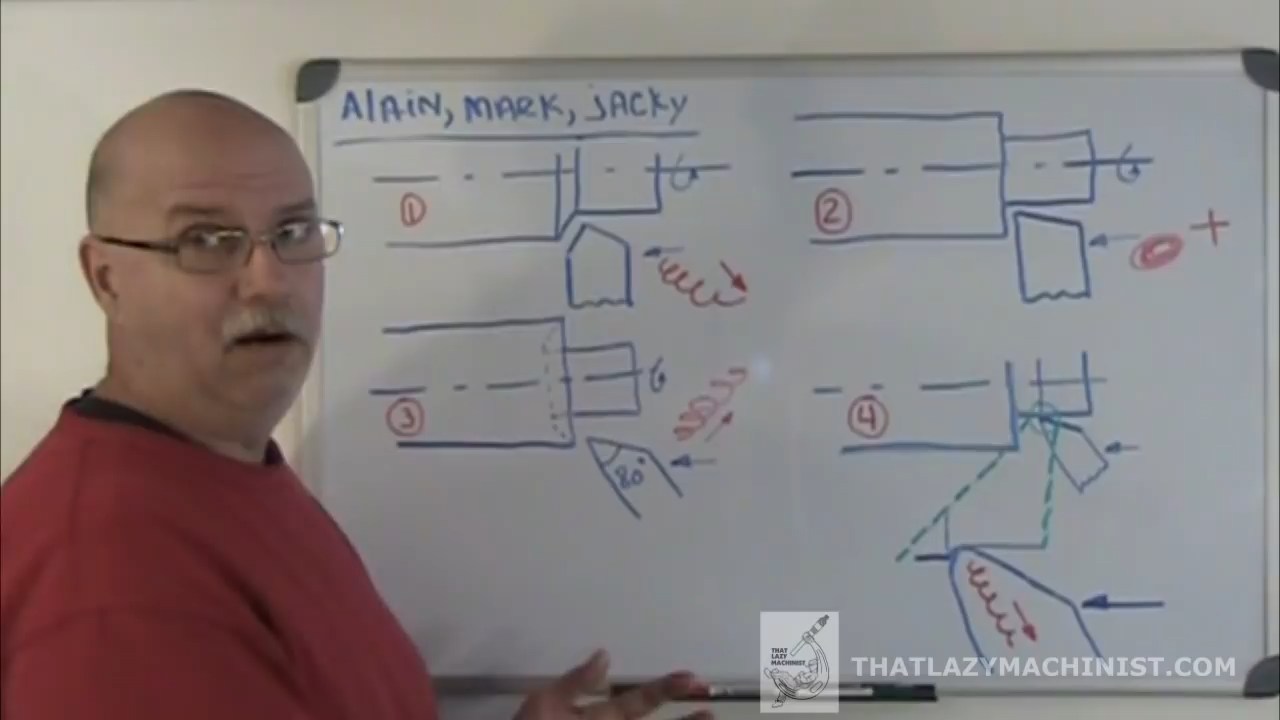 Alain, MARK, jACKY
1
2
+
3
80°
4
THAT
LAZY
MACHINIST
THATLAZYMACHINIST.COM